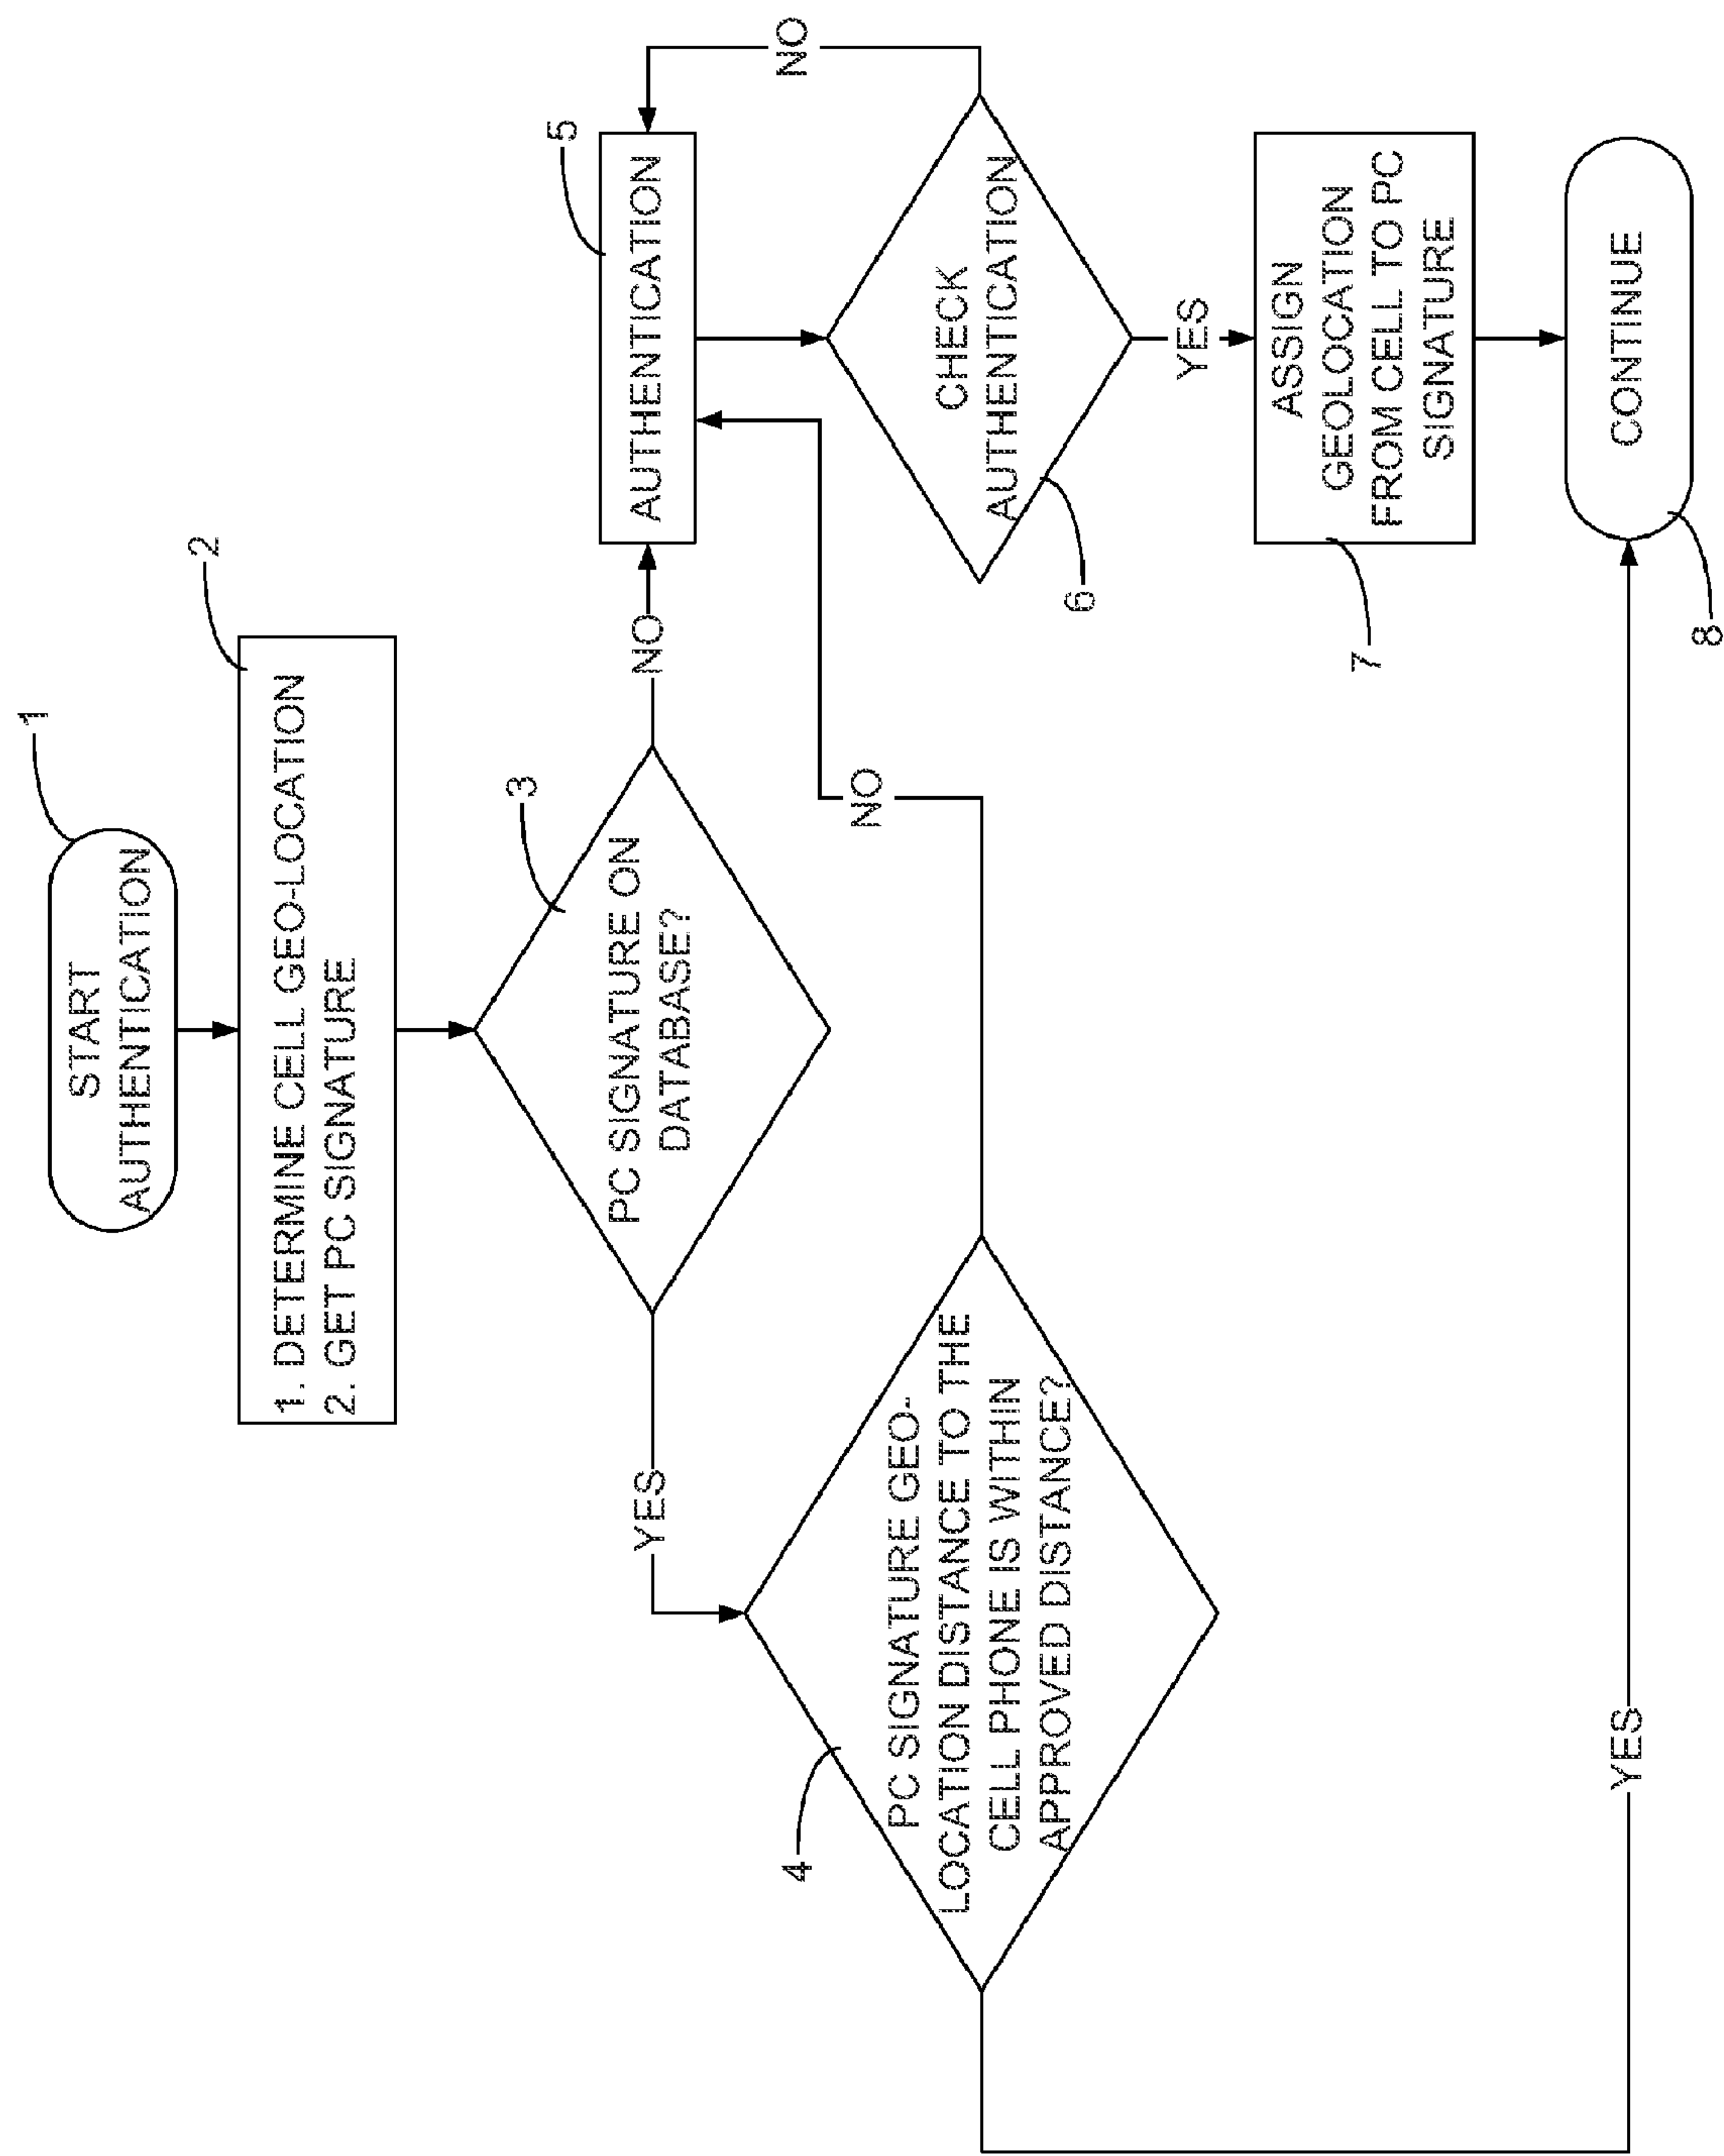 1
START
AUTHENTICATION
2
1. DETERMINE CELL GEO-LOCATION
2. GET PC SIGNATURE
3
PC SIGNATURE ON
DATABASE?
NO
YES
4
PC SIGNATURE GEO-
LOCATION DISTANCE TO THE
CELL PHONE IS WITHIN
APPROVED DISTANCE?
NO
YES
5
AUTHENTICATION
NO
6
CHECK
AUTHENTICATION
YES
7
ASSIGN
GEOLOCATION
FROM CELL TO PC
SIGNATURE
8
CONTINUE